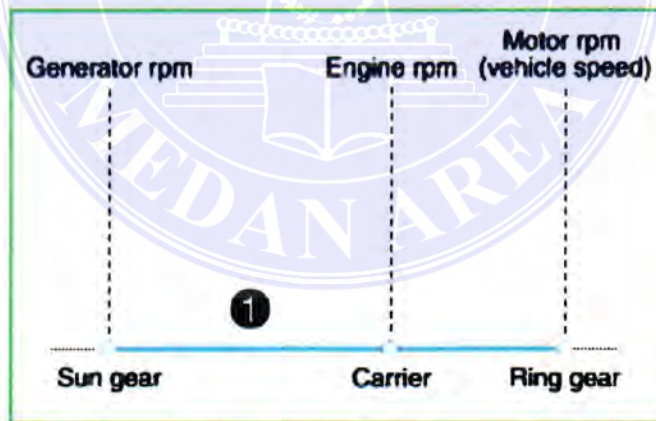 Generator rpm
Engine rpm
Motor rpm
(vehicle speed)
MEDAN AREA
1
Sun gear
Carrier
Ring gear